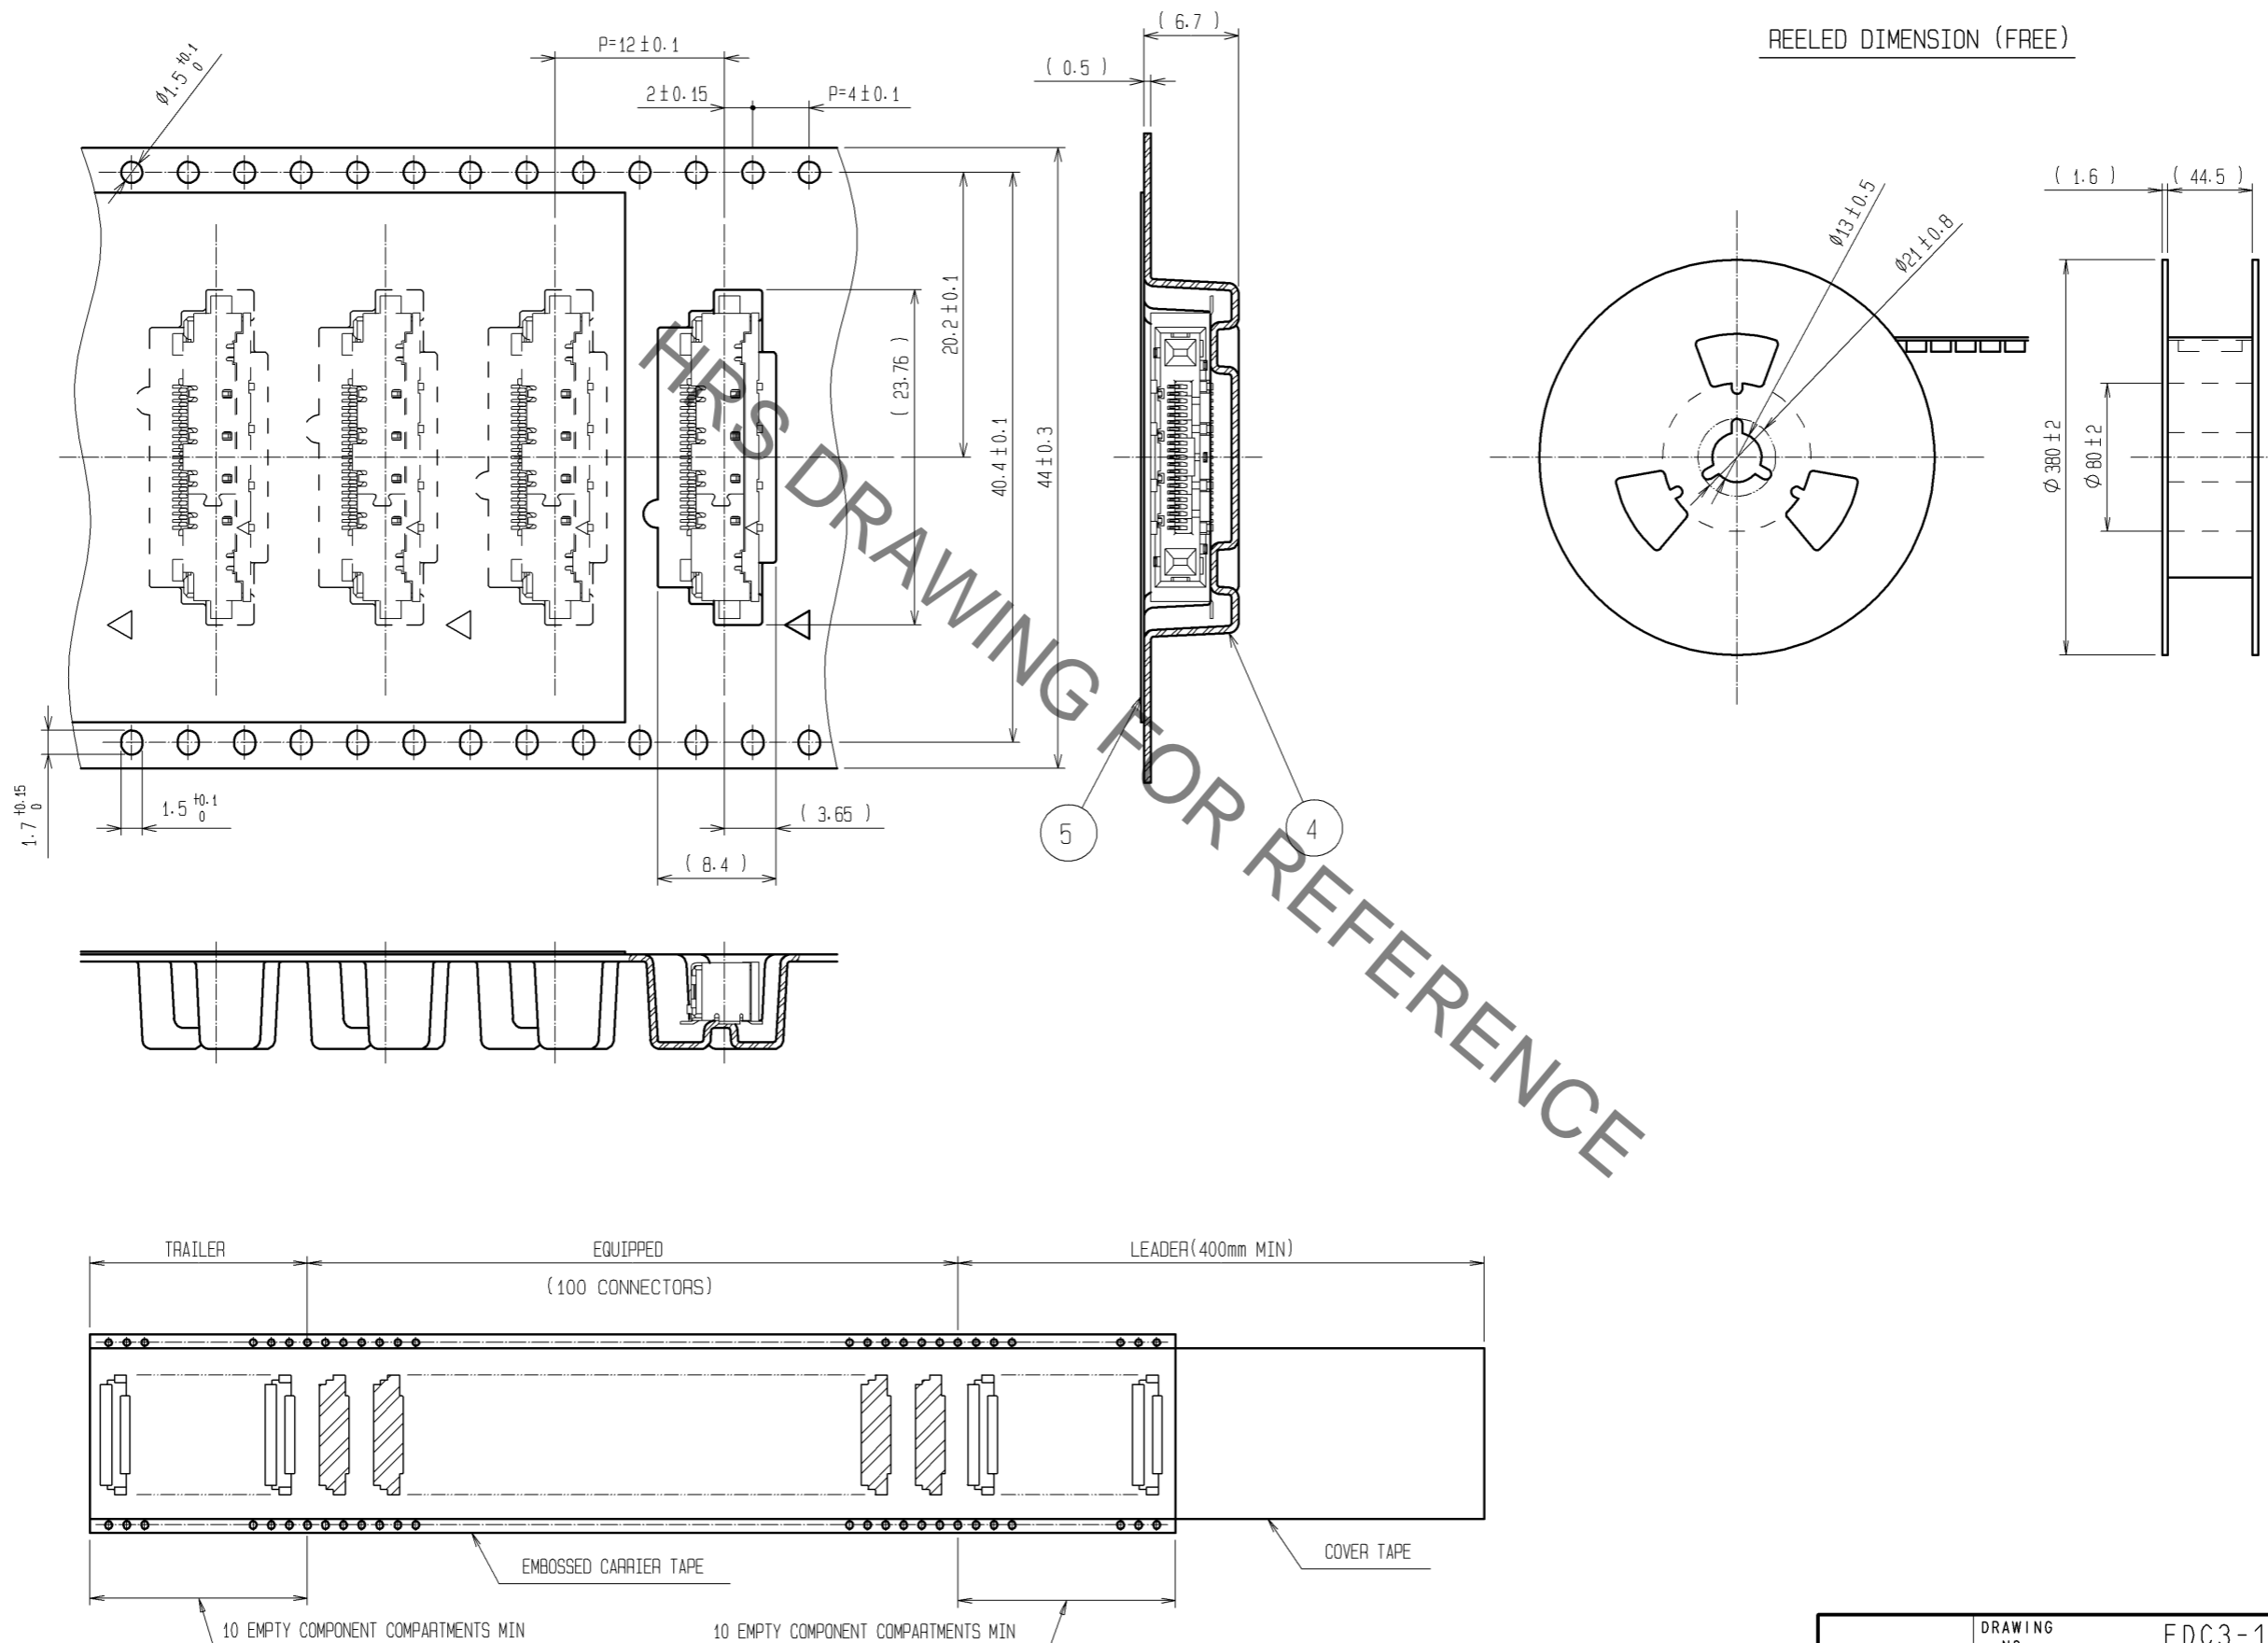 REELED DIMENSION (FREE)
( 6.7 )
( 0.5 )
P=12±0.1
2±0.15
P=4±0.1
Ø1.5 +0.1 0
( 1.6 )
( 44.5 )
Ø13±0.5
Ø21±0.8
20.2±0.1
( 23.76 )
40.4±0.1
44±0.3
Ø380±2
Ø80±2
1.7 +0.15 0
1.5 +0.1 0
( 3.65 )
( 8.4 )
5
4
HRS DRAWING FOR REFERENCE
TRAILER
EQUIPPED
LEADER(400mm MIN)
(100 CONNECTORS)
EMBOSSED CARRIER TAPE
COVER TAPE
10 EMPTY COMPONENT COMPARTMENTS MIN
10 EMPTY COMPONENT COMPARTMENTS MIN
DRAWING